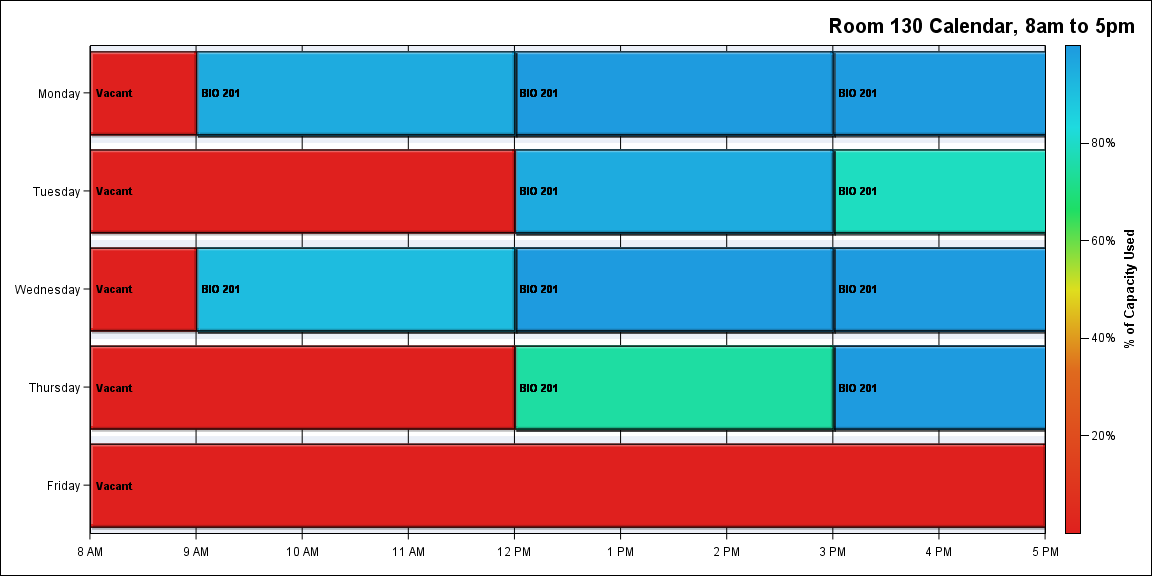 Room 130 Calendar, 8am to 5pm
Monday
Vacant
BIO 201
BIO 201
BIO 201
Tuesday
Vacant
BIO 201
BIO 201
Wednesday
Vacant
BIO 201
BIO 201
BIO 201
Thursday
Vacant
BIO 201
BIO 201
Friday
Vacant
8 AM
9 AM
10 AM
11 AM
12 PM
1 PM
2 PM
3 PM
4 PM
5 PM
80%
60%
40%
20%
% of Capacity Used